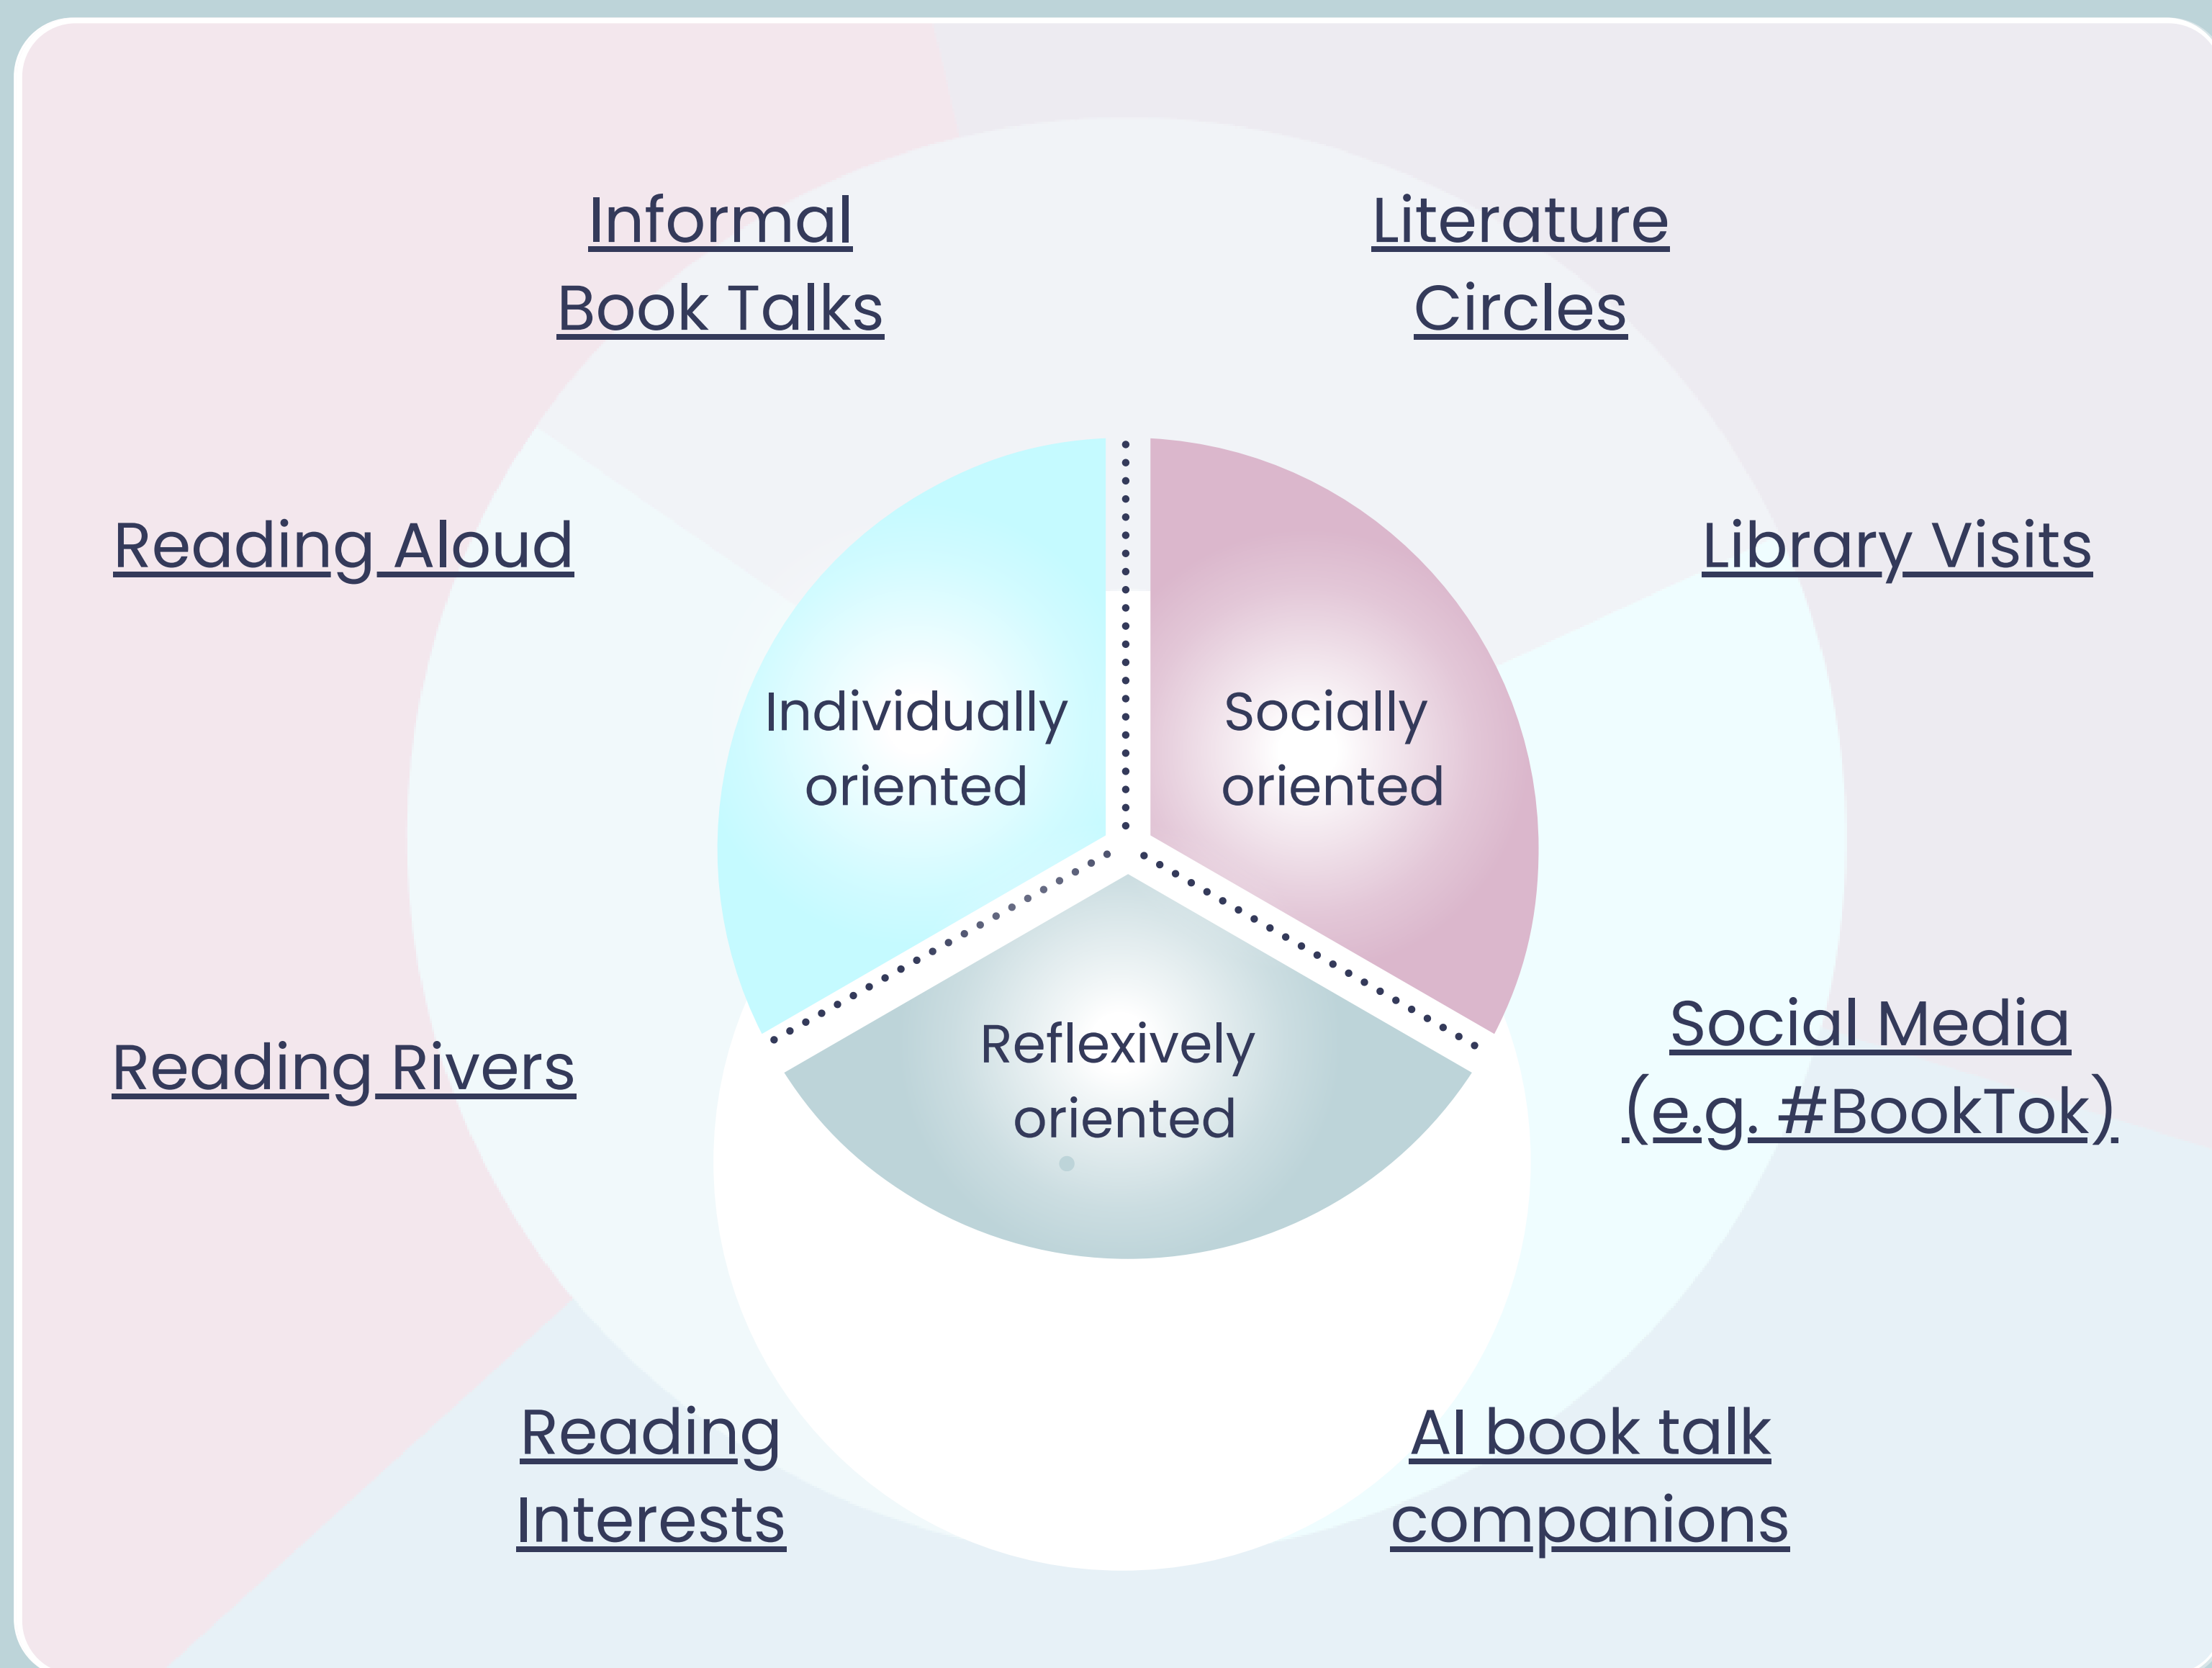 Informal
Book Talks
Literature
Circles
Reading Aloud
Library Visits
Individually
oriented
Socially
oriented
Reflexively
oriented
Reading Rivers
Social Media
(e.g. #BookTok)
Reading
Interests
AI book talk
companions